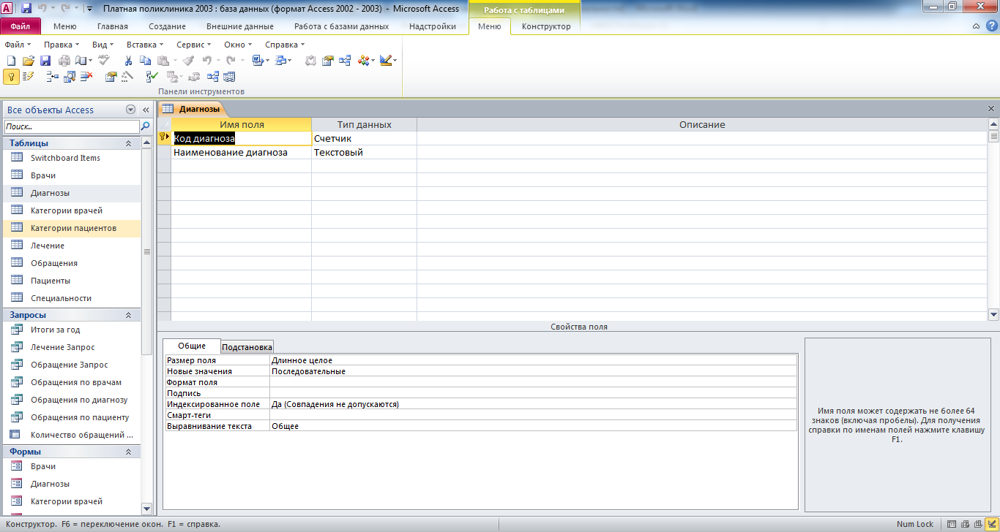 Платная поликлиника 2003 : база данных (формат Access 2002 - 2003) - Microsoft Access
Работа с таблицами
Файл Меню Главная Создание Внешние данные Работа с базами данных Надстройки Меню Конструктор
Файл Правка Вид Вставка Сервис Окно Справка
Панели инструментов
Все объекты Access
Поиск...
Таблицы
Switchboard Items
Врачи
Диагнозы
Категории врачей
Категории пациентов
Лечение
Обращения
Пациенты
Специальности
Запросы
Итоги за год
Лечение Запрос
Обращение Запрос
Обращения по врачам
Обращения по диагнозу
Обращения по пациенту
Количество обращений ...
Формы
Врачи
Диагнозы
Категории врачей
Диагнозы
Имя поля Тип данных Описание
Код диагноза Счетчик
Наименование диагноза Текстовый
Свойства поля
Общие Подстановка
Размер поля Длинное целое
Новые значения Последовательные
Формат поля
Подпись
Индексированное поле Да (Совпадения не допускаются)
Смарт-теги
Выравнивание текста Общее
Имя поля может содержать не более 64
знаков (включая пробелы). Для получения
справки по именам полей нажмите клавишу
F1.
Конструктор. F6 = переключение окон. F1 = справка.
Num Lock